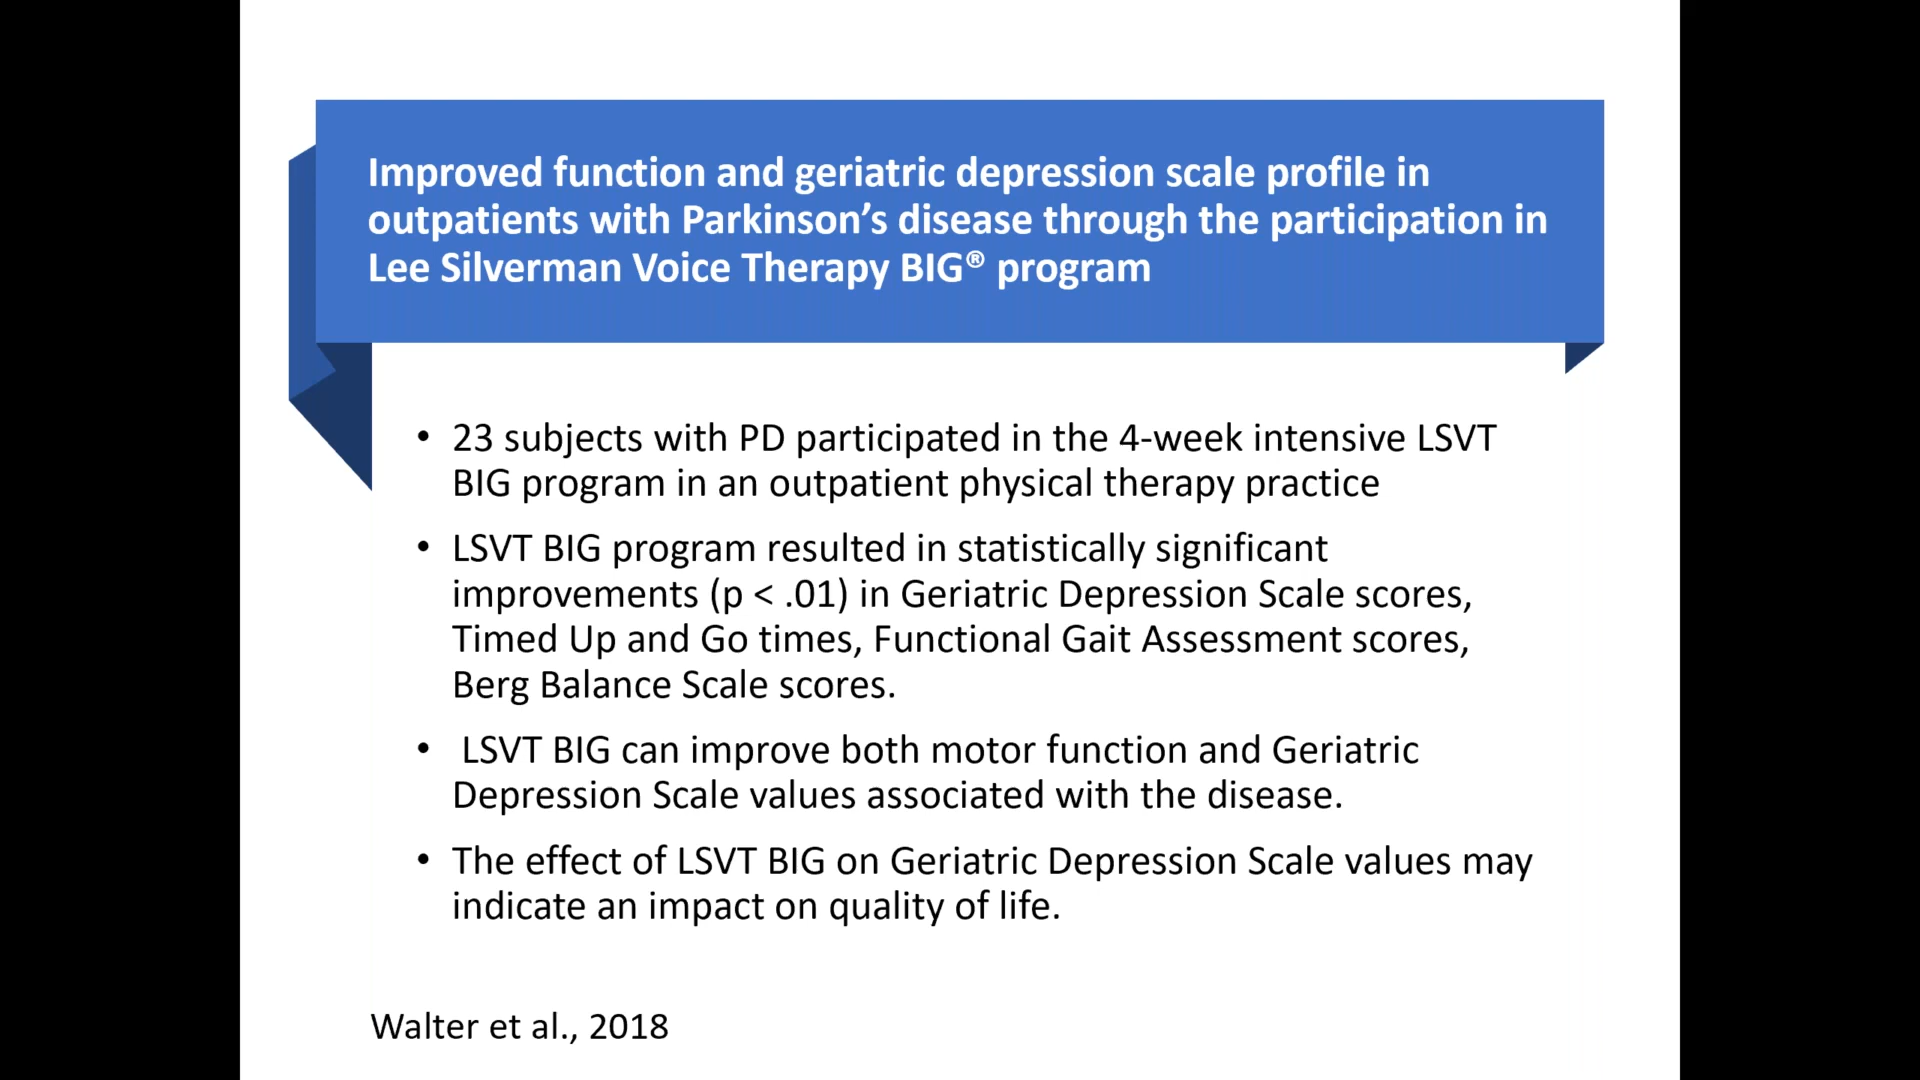 Improved function and geriatric depression scale profile in
outpatients with Parkinson’s disease through the participation in
Lee Silverman Voice Therapy BIG® program
• 23 subjects with PD participated in the 4-week intensive LSVT
BIG program in an outpatient physical therapy practice
• LSVT BIG program resulted in statistically significant
improvements (p < .01) in Geriatric Depression Scale scores,
Timed Up and Go times, Functional Gait Assessment scores,
Berg Balance Scale scores.
• LSVT BIG can improve both motor function and Geriatric
Depression Scale values associated with the disease.
• The effect of LSVT BIG on Geriatric Depression Scale values may
indicate an impact on quality of life.
Walter et al., 2018